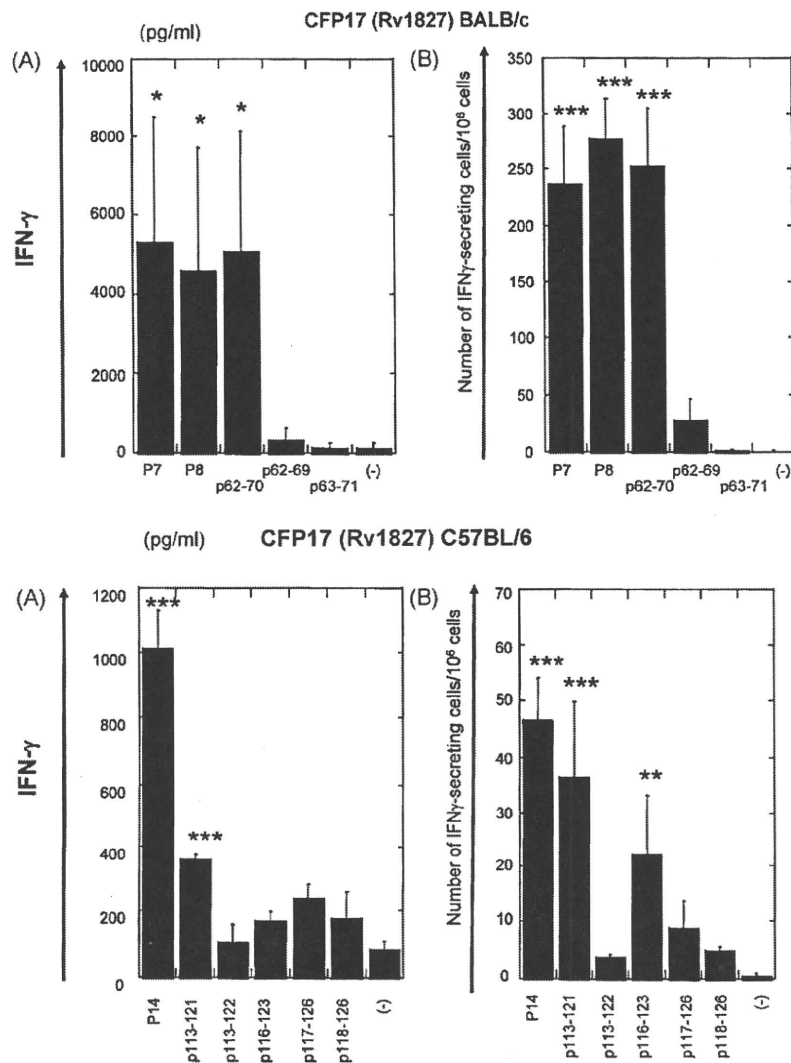 CFP17 (Rv1827) BALB/c
(pg/ml)
(A)
IFN-γ
10000
8000
6000
4000
2000
0
*
*
*
P7
P8
p62-70
p62-69
p63-71
(-)
(B)
Number of IFNγ-secreting cells/10⁶ cells
350
300
250
200
150
100
50
0
***
***
***
P7
P8
p62-70
p62-69
p63-71
(-)
(pg/ml)
CFP17 (Rv1827) C57BL/6
(A)
IFN-γ
1200
1000
800
600
400
200
0
***
***
P14
p113-121
p113-122
p116-123
p117-126
p118-126
(-)
(B)
Number of IFNγ-secreting cells/10⁶ cells
70
60
50
40
30
20
10
0
***
***
**
P14
p113-121
p113-122
p116-123
p117-126
p118-126
(-)